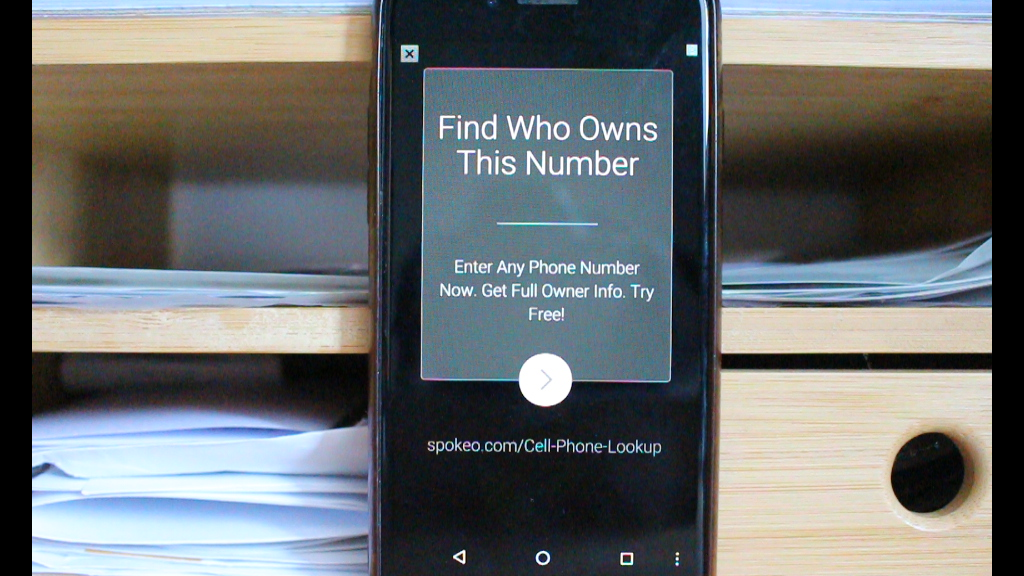 Find Who Owns
This Number
Enter Any Phone Number
Now. Get Full Owner Info. Try
Free!
spokeo.com/Cell-Phone-Lookup